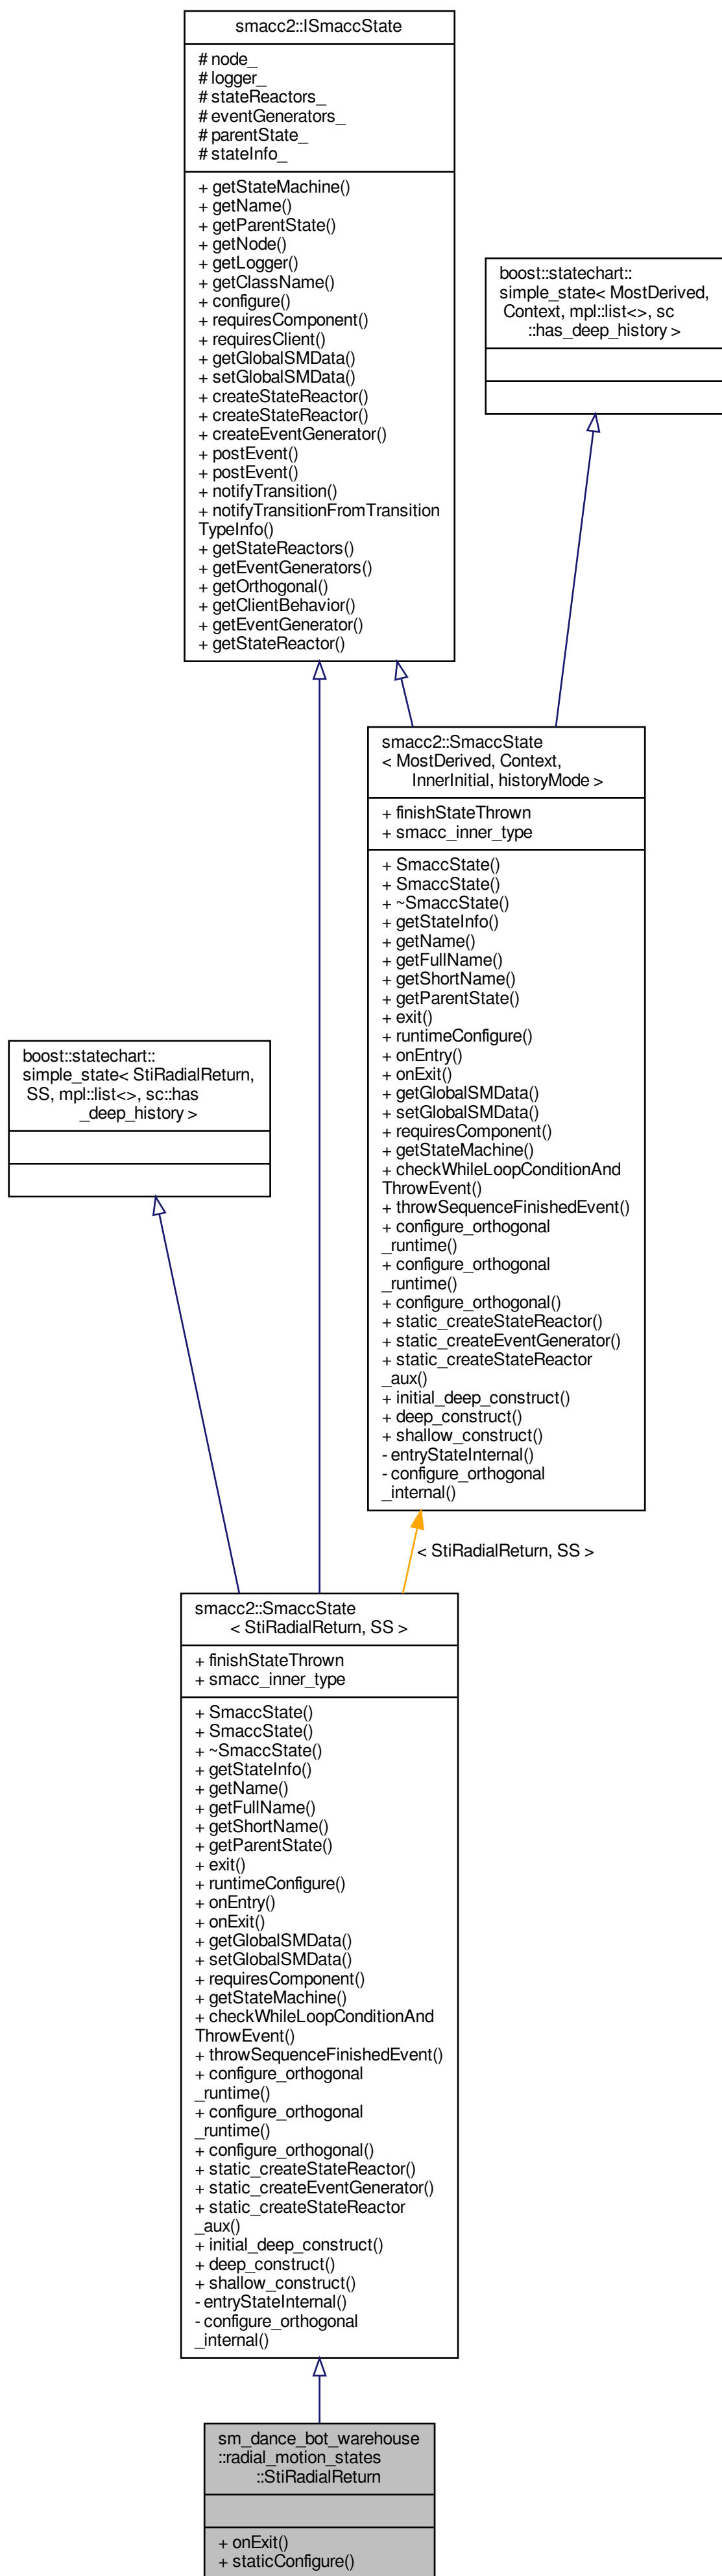 smacc2::ISmaccState
# node_
# logger_
# stateReactors_
# eventGenerators_
# parentState_
# stateInfo_
+ getStateMachine()
+ getName()
+ getParentState()
+ getNode()
+ getLogger()
+ getClassName()
+ configure()
+ requiresComponent()
+ requiresClient()
+ getGlobalSMData()
+ setGlobalSMData()
+ createStateReactor()
+ createStateReactor()
+ createEventGenerator()
+ postEvent()
+ postEvent()
+ notifyTransition()
+ notifyTransitionFromTransition
TypeInfo()
+ getStateReactors()
+ getEventGenerators()
+ getOrthogonal()
+ getClientBehavior()
+ getEventGenerator()
+ getStateReactor()
boost::statechart::
simple_state< MostDerived,
Context, mpl::list<>, sc
::has_deep_history >
smacc2::SmaccState
< MostDerived, Context,
InnerInitial, historyMode >
+ finishStateThrown
+ smacc_inner_type
+ SmaccState()
+ SmaccState()
+ ~SmaccState()
+ getStateInfo()
+ getName()
+ getFullName()
+ getShortName()
+ getParentState()
+ exit()
+ runtimeConfigure()
+ onEntry()
+ onExit()
+ getGlobalSMData()
+ setGlobalSMData()
+ requiresComponent()
+ getStateMachine()
+ checkWhileLoopConditionAnd
ThrowEvent()
+ throwSequenceFinishedEvent()
+ configure_orthogonal
_runtime()
+ configure_orthogonal
_runtime()
+ configure_orthogonal()
+ static_createStateReactor()
+ static_createEventGenerator()
+ static_createStateReactor
_aux()
+ initial_deep_construct()
+ deep_construct()
+ shallow_construct()
- entryStateInternal()
- configure_orthogonal
_internal()
boost::statechart::
simple_state< StiRadialReturn,
SS, mpl::list<>, sc::has
_deep_history >
< StiRadialReturn, SS >
smacc2::SmaccState
< StiRadialReturn, SS >
+ finishStateThrown
+ smacc_inner_type
+ SmaccState()
+ SmaccState()
+ ~SmaccState()
+ getStateInfo()
+ getName()
+ getFullName()
+ getShortName()
+ getParentState()
+ exit()
+ runtimeConfigure()
+ onEntry()
+ onExit()
+ getGlobalSMData()
+ setGlobalSMData()
+ requiresComponent()
+ getStateMachine()
+ checkWhileLoopConditionAnd
ThrowEvent()
+ throwSequenceFinishedEvent()
+ configure_orthogonal
_runtime()
+ configure_orthogonal
_runtime()
+ configure_orthogonal()
+ static_createStateReactor()
+ static_createEventGenerator()
+ static_createStateReactor
_aux()
+ initial_deep_construct()
+ deep_construct()
+ shallow_construct()
- entryStateInternal()
- configure_orthogonal
_internal()
sm_dance_bot_warehouse
::radial_motion_states
::StiRadialReturn
+ onExit()
+ staticConfigure()